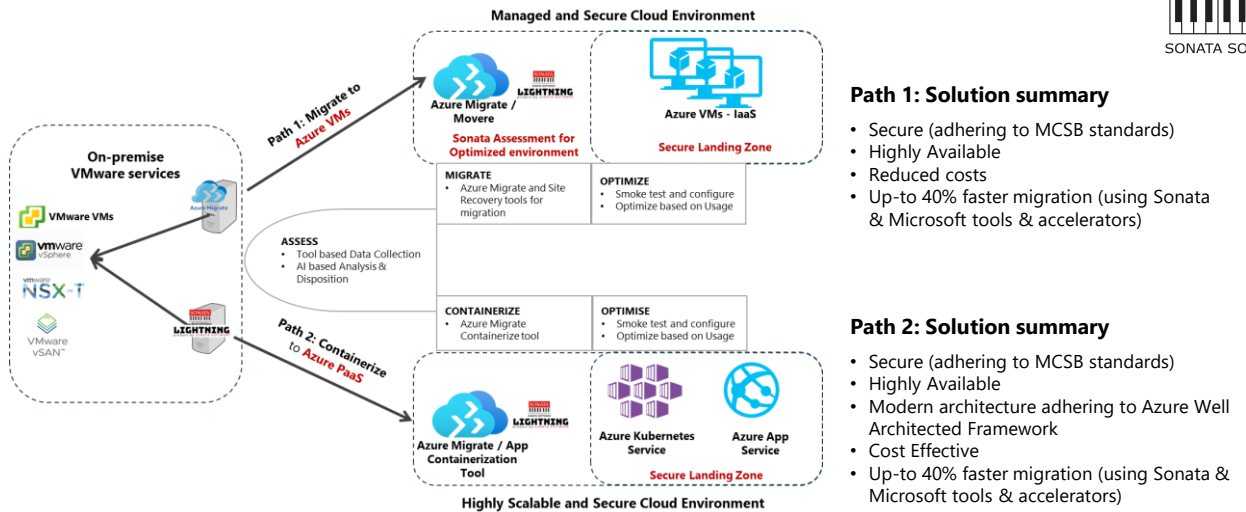 Managed and Secure Cloud Environment
SONATA SO
On-premise
VMware services
VMware VMs
vmware
vSphere
vmware
NSX-T
VMware
vSAN™
Azure Migrate
SONATA
LIGHTNING
Path 1: Migrate to
Azure VMs
Path 2: Containerize
to Azure PaaS
Azure Migrate /
Movere
SONATA
LIGHTNING
Sonata Assessment for
Optimized environment
Azure VMs - IaaS
Secure Landing Zone
MIGRATE
• Azure Migrate and Site
Recovery tools for
migration
OPTIMIZE
• Smoke test and configure
• Optimize based on Usage
ASSESS
• Tool based Data Collection
• AI based Analysis &
Disposition
CONTAINERIZE
• Azure Migrate
Containerize tool
OPTIMISE
• Smoke test and configure
• Optimize based on Usage
Azure Migrate / App
Containerization
Tool
SONATA
LIGHTNING
Azure Kubernetes
Service
Azure App
Service
Secure Landing Zone
Highly Scalable and Secure Cloud Environment
Path 1: Solution summary
• Secure (adhering to MCSB standards)
• Highly Available
• Reduced costs
• Up-to 40% faster migration (using Sonata
& Microsoft tools & accelerators)
Path 2: Solution summary
• Secure (adhering to MCSB standards)
• Highly Available
• Modern architecture adhering to Azure Well
Architected Framework
• Cost Effective
• Up-to 40% faster migration (using Sonata &
Microsoft tools & accelerators)